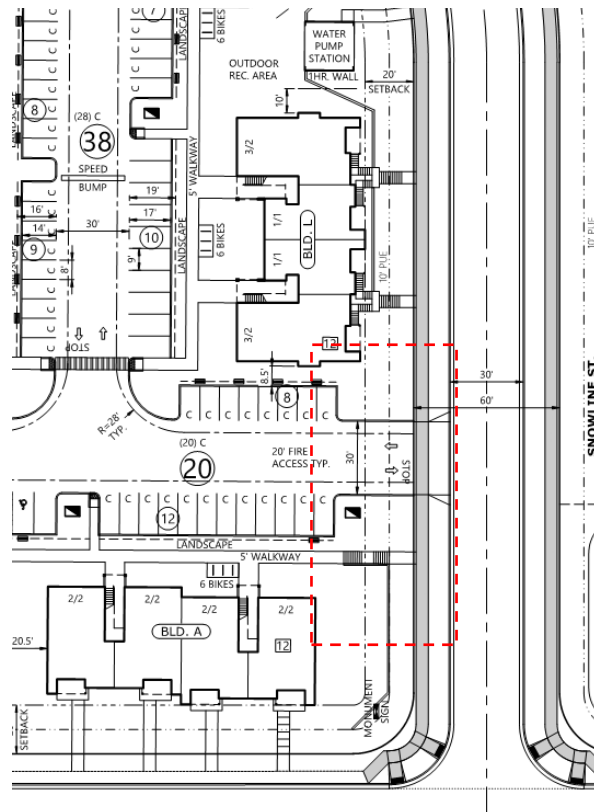 7
LANDSCAPE
6 BIKES
WATER
PUMP
STATION
1HR. WALL
OUTDOOR
REC. AREA
20'
SETBACK
10'
8
(28) C
38
SPEED
BUMP
3/2
5' WALKWAY
19'
16'
17'
14'
30'
10
9
9'
8'
LANDSCAPE
6 BIKES
1/1
1/1
BLD. L
10' PUE
10' PUE
3/2
12
STOP
8.5'
8
30'
60'
SNOWLINE ST.
R=28'
TYP.
C C C C C C C C
(20) C
20
20' FIRE
ACCESS TYP.
30'
STOP
C C C C C C C C C C C
12
LANDSCAPE
5' WALKWAY
6 BIKES
2/2
2/2
2/2
2/2
BLD. A
12
20.5'
SETBACK
MONUMENT
SIGN